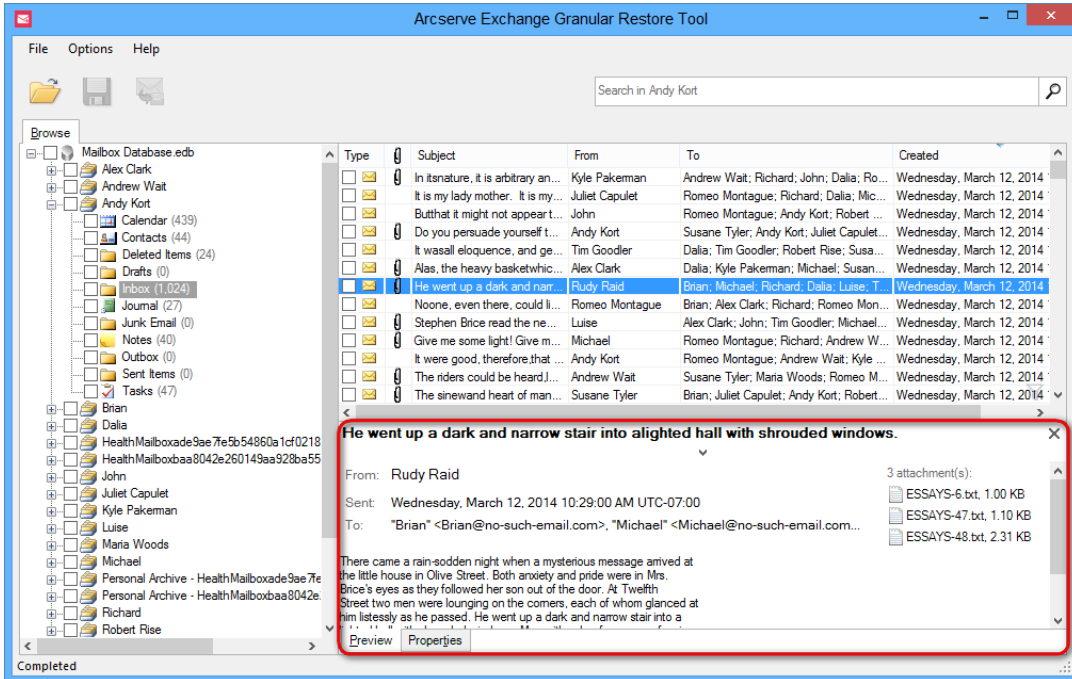 Arcserve Exchange Granular Restore Tool
File Options Help
Search in Andy Kort
Browse
Mailbox Database.edb
Alex Clark
Andrew Wait
Andy Kort
Calendar (439)
Contacts (44)
Deleted Items (24)
Drafts (0)
Inbox (1,024)
Journal (27)
Junk Email (0)
Notes (40)
Outbox (0)
Sent Items (0)
Tasks (47)
Brian
Dalia
HealthMailboxade9ae7fe5b54860a1cf0218
HealthMailboxbaa8042e260149aa928ba55
John
Juliet Capulet
Kyle Pakerman
Luise
Maria Woods
Michael
Personal Archive - HealthMailboxade9ae7fe
Personal Archive - HealthMailboxbaa8042e
Richard
Robert Rise
Type Subject From To Created
In itsnature, it is arbitrary an... Kyle Pakerman Andrew Wait; Richard; John; Dalia; Ro... Wednesday, March 12, 2014
It is my lady mother. It is my... Juliet Capulet Romeo Montague; Richard; Dalia; Mic... Wednesday, March 12, 2014
Butthat it might not appear t... John Romeo Montague; Andy Kort; Robert ... Wednesday, March 12, 2014
Do you persuade yourself t... Andy Kort Susane Tyler; Andy Kort; Juliet Capulet... Wednesday, March 12, 2014
It wasall eloquence, and ge... Tim Goodler Dalia; Tim Goodler; Robert Rise; Susa... Wednesday, March 12, 2014
Alas, the heavy basketwhic... Alex Clark Dalia; Kyle Pakerman; Michael; Susan... Wednesday, March 12, 2014
He went up a dark and narr... Rudy Raid Brian; Michael; Richard; Dalia; Luise; T... Wednesday, March 12, 2014
Noone, even there, could li... Romeo Montague Brian; Alex Clark; Richard; Romeo Mon... Wednesday, March 12, 2014
Stephen Brice read the ne... Luise Alex Clark; John; Tim Goodler; Michael... Wednesday, March 12, 2014
Give me some light! Give m... Michael Romeo Montague; Richard; Andrew W... Wednesday, March 12, 2014
It were good, therefore,that ... Andy Kort Romeo Montague; Andrew Wait; Kyle ... Wednesday, March 12, 2014
The riders could be heard,l... Andrew Wait Susane Tyler; Maria Woods; Romeo M... Wednesday, March 12, 2014
The sinewand heart of man... Susane Tyler Brian; Juliet Capulet; Andy Kort; Robert... Wednesday, March 12, 2014
He went up a dark and narrow stair into alighted hall with shrouded windows.
From: Rudy Raid
Sent: Wednesday, March 12, 2014 10:29:00 AM UTC-07:00
To: "Brian" <Brian@no-such-email.com>, "Michael" <Michael@no-such-email.com...
3 attachment(s):
ESSAYS-6.txt, 1.00 KB
ESSAYS-47.txt, 1.10 KB
ESSAYS-48.txt, 2.31 KB
There came a rain-sodden night when a mysterious message arrived at
the little house in Olive Street. Both anxiety and pride were in Mrs.
Brice's eyes as they followed her son out of the door. At Twelfth
Street two men were lounging on the corners, each of whom glanced at
him listessly as he passed. He went up a dark and narrow stair into a
Preview Properties
Completed